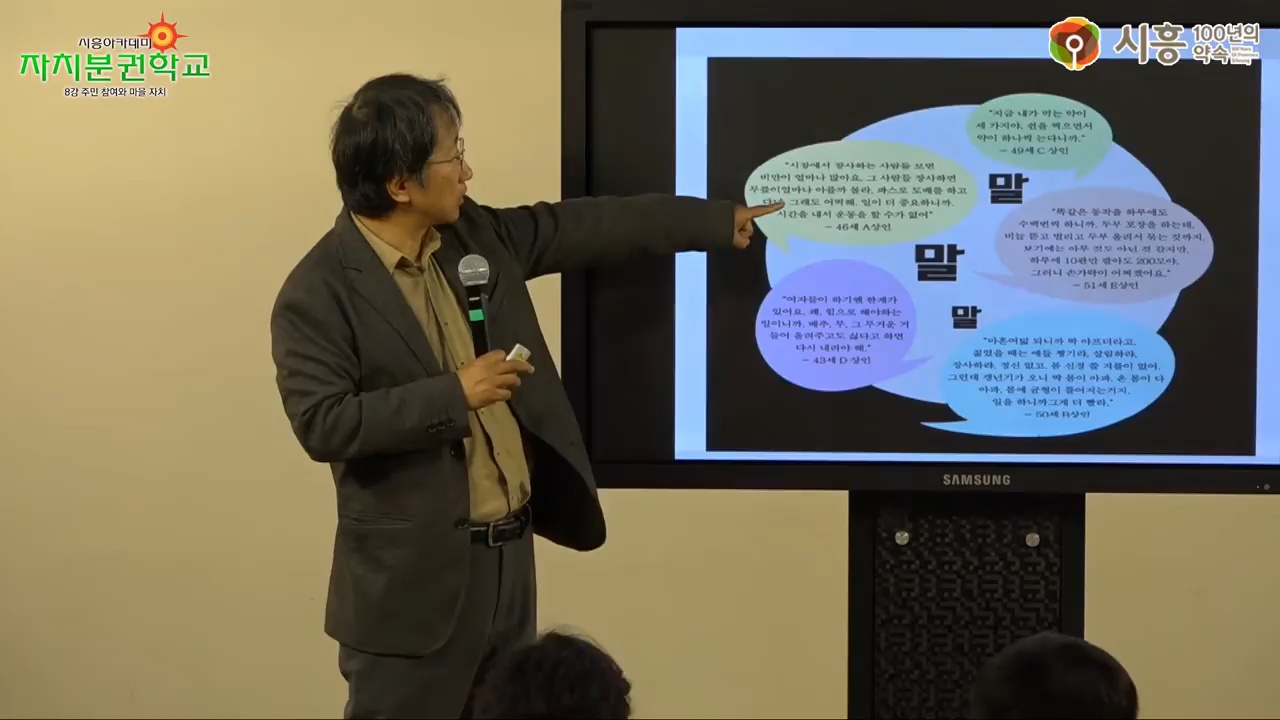 시흥아카데미
자치분권학교
8강 주민 참여와 마을 자치
시흥 100년의
약속
"지금 내가 먹는 약이
세 가지야. 쉰을 찍으면서
약이 하나씩 는다니까."
- 49세 C 상인
"시장에서 장사하는 사람들 보면
비만이 얼마나 많아요. 그 사람들 장사하면
무릎이얼마나 아플까 몰라. 파스로 도배를 하고
그래도 어떡해. 일이 더 중요하니까.
시간을 내서 운동을 할 수가 없어"
- 46세 A상인
말
"똑같은 동작을 하루에도
수백번씩 하니까. 두부 포장을 하는데,
비닐 뜯고 벌리고 두부 올려서 묶는 것까지.
보기에는 아무 것도 아닌 것 같지만,
하루에 10판만 팔아도 200모야.
그러니 손가락이 어쩌겠어요."
- 51세 E상인
말
"여자들이 하기엔 한계가
있어요. 왜, 힘으로 해야하는
일이니까. 배추, 무, 그 무거운 거
들어 올려주고도 싫다고 하면
다시 내려야 해."
- 43세 D 상인
말
"마흔여덟 되니까 딱 아프더라고.
젊었을 때는 애들 챙기랴, 살림하랴,
장사하랴, 정신 없고. 몸 신경 쓸 겨를이 없어.
그런데 갱년기가 오니 딱 몸이 아파. 온 몸이 다
아파. 몸에 균형이 틀어지는거지.
일을 하니까그게 더 빨라."
- 50세 B상인
SAMSUNG